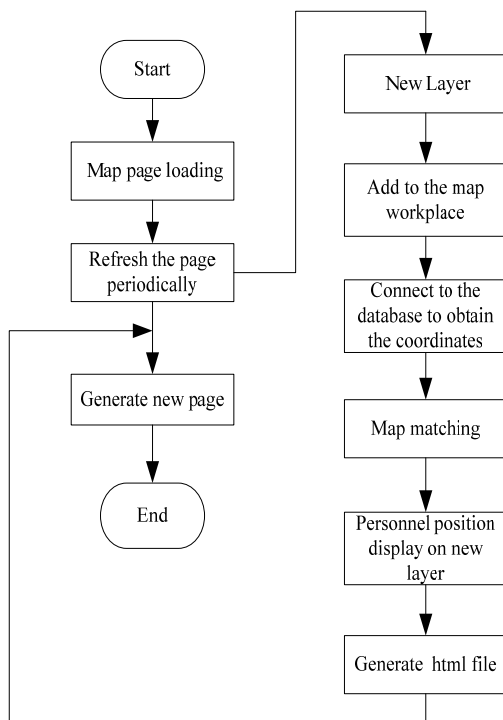 Start
Map page loading
Refresh the page
periodically
Generate new page
End
New Layer
Add to the map
workplace
Connect to the
database to obtain
the coordinates
Map matching
Personnel position
display on new
layer
Generate html file